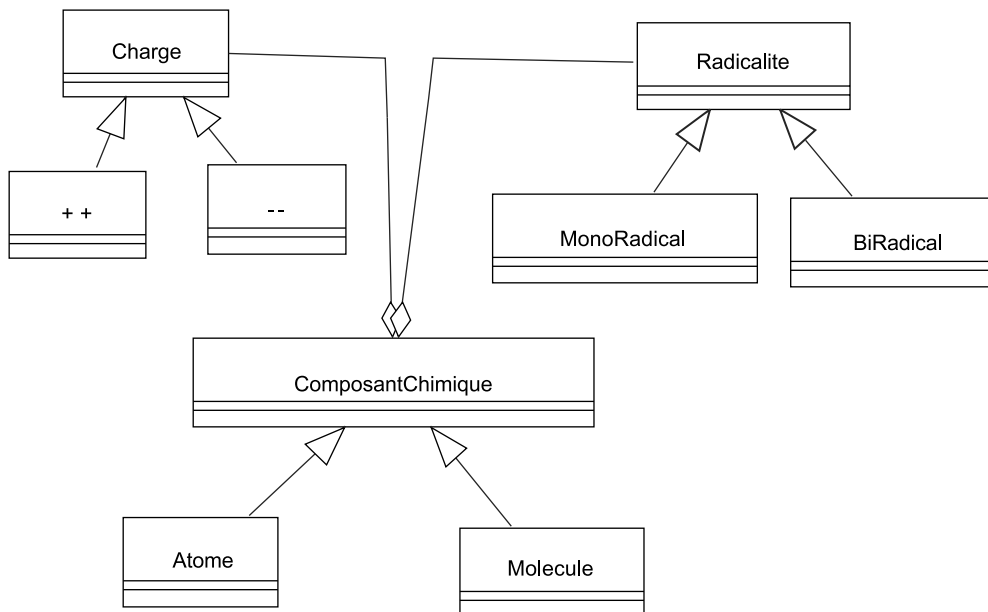 Charge
Radicalite
+ +
--
MonoRadical
BiRadical
ComposantChimique
Atome
Molecule